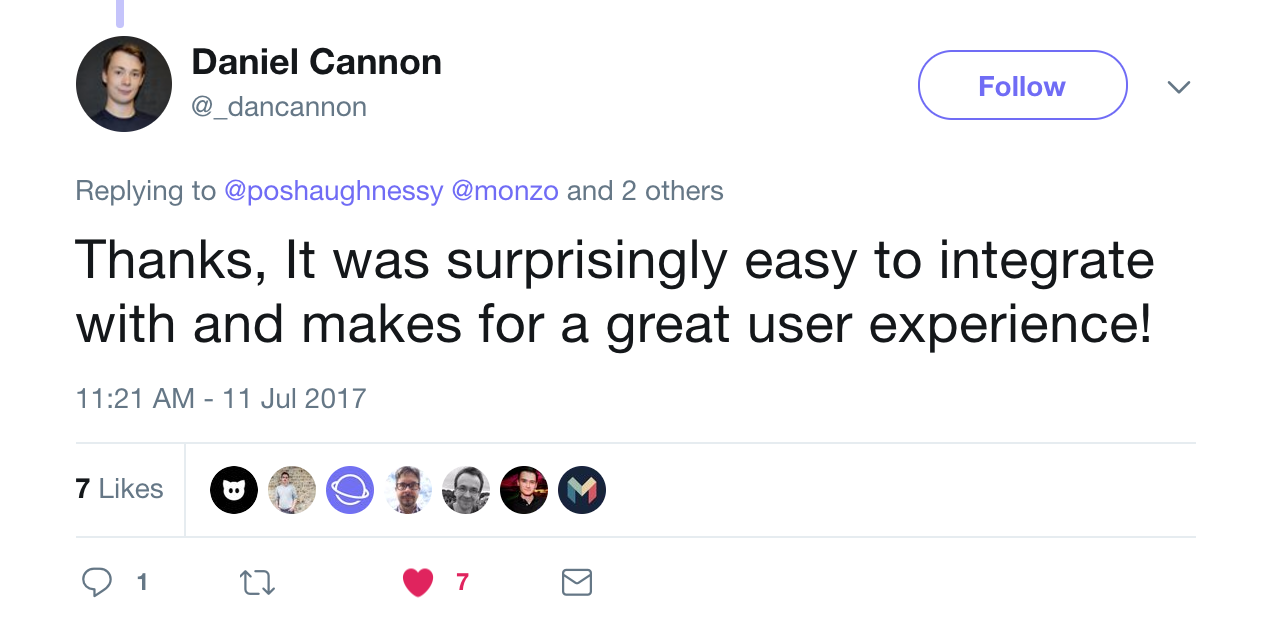 Daniel Cannon
@_dancannon
Follow
Replying to @poshaughnessy @monzo and 2 others
Thanks, It was surprisingly easy to integrate
with and makes for a great user experience!
11:21 AM - 11 Jul 2017
7 Likes
1
7